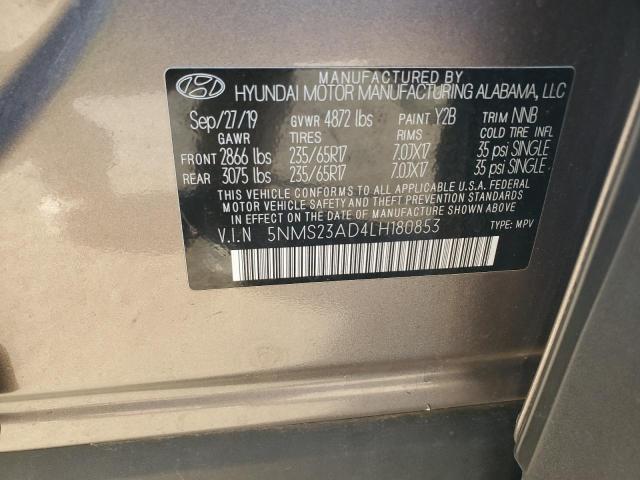 MANUFACTURED BY
HYUNDAI MOTOR MANUFACTURING ALABAMA, LLC
Sep/27/19 GVWR 4872 lbs PAINT Y2B TRIM NNB
GAWR TIRES RIMS COLD TIRE INFL
FRONT 2866 lbs 235/65R17 7.0JX17 35 psi SINGLE
REAR 3075 lbs 235/65R17 7.0JX17 35 psi SINGLE
THIS VEHICLE CONFORMS TO ALL APPLICABLE U.S.A. FEDERAL
MOTOR VEHICLE SAFETY AND THEFT PREVENTION STANDARDS
IN EFFECT ON THE DATE OF MANUFACTURE SHOWN ABOVE.
V.I.N 5NMS23AD4LH180853 TYPE: MPV